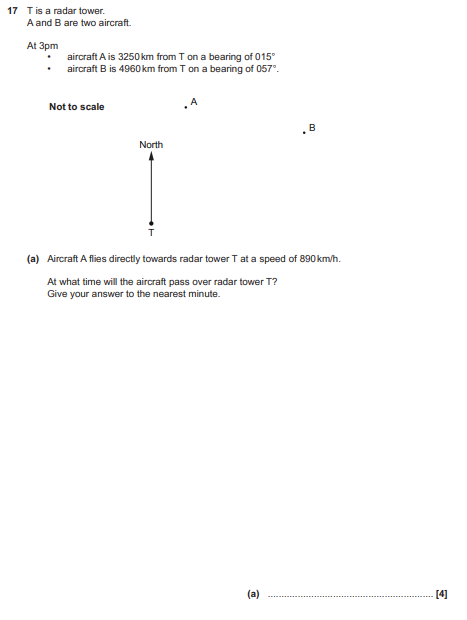 17 T is a radar tower.
A and B are two aircraft.
At 3pm
• aircraft A is 3250 km from T on a bearing of 015°
• aircraft B is 4960 km from T on a bearing of 057°.
Not to scale
A
B
North
T
(a) Aircraft A flies directly towards radar tower T at a speed of 890 km/h.
At what time will the aircraft pass over radar tower T?
Give your answer to the nearest minute.
(a) .............................................................. [4]